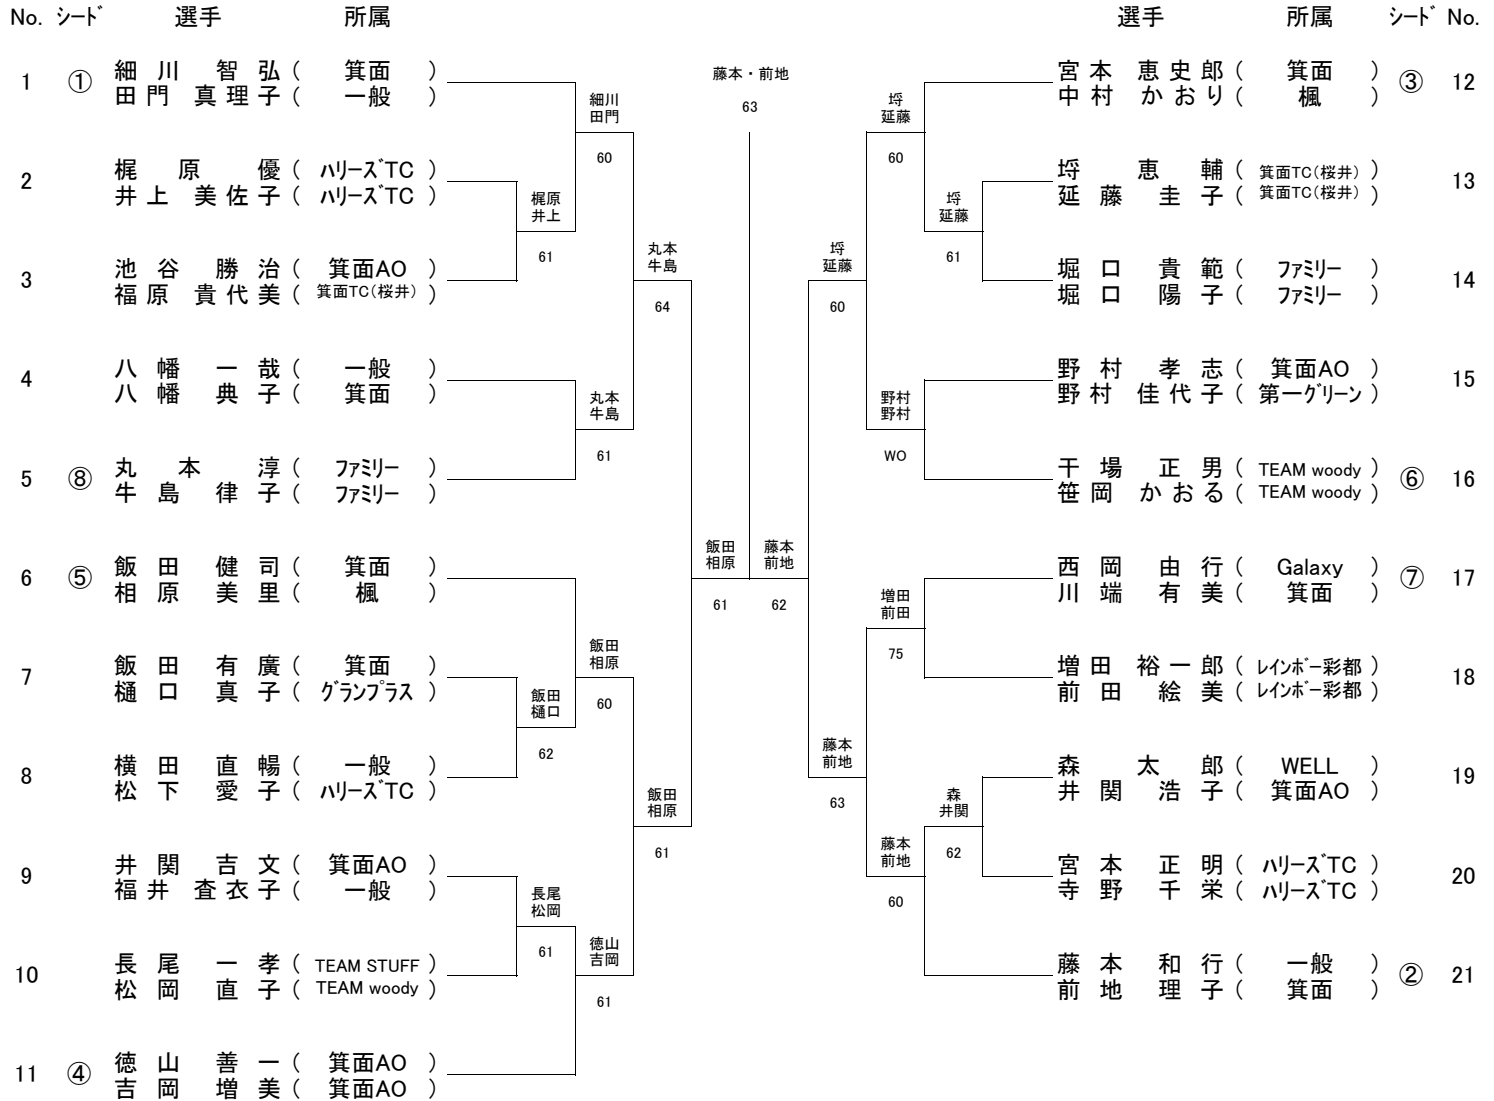 No. シード 選手 所属
選手 所属 シード No.
1 ① 細川 智弘 ( 箕面 )
田門 真理子 ( 一般 )
2 梶原 優 ( ハリーズTC )
井上 美佐子 ( ハリーズTC )
3 池谷 勝治 ( 箕面AO )
福原 貴代美 ( 箕面TC(桜井) )
4 八幡 一哉 ( 一般 )
八幡 典子 ( 箕面 )
5 ⑧ 丸本 淳 ( ファミリー )
牛島 律子 ( ファミリー )
6 ⑤ 飯田 健司 ( 箕面 )
相原 美里 ( 楓 )
7 飯田 有廣 ( 箕面 )
樋口 真子 ( グランプラス )
8 横田 直暢 ( 一般 )
松下 愛子 ( ハリーズTC )
9 井関 吉文 ( 箕面AO )
福井 査衣子 ( 一般 )
10 長尾 一孝 ( TEAM STUFF )
松岡 直子 ( TEAM woody )
11 ④ 徳山 善一 ( 箕面AO )
吉岡 増美 ( 箕面AO )
梶原
井上
61
飯田
樋口
62
長尾
松岡
61
細川
田門
60
丸本
牛島
61
飯田
相原
60
徳山
吉岡
61
丸本
牛島
64
飯田
相原
61
飯田
相原
61
藤本・前地
63
藤本
前地
62
埒
延藤
60
藤本
前地
63
埒
延藤
60
野村
野村
WO
増田
前田
75
藤本
前地
60
埒
延藤
61
森
井関
62
宮本 恵史郎 ( 箕面 ) ③ 12
中村 かおり ( 楓 )
埒 恵輔 ( 箕面TC(桜井) ) 13
延藤 圭子 ( 箕面TC(桜井) )
堀口 貴範 ( ファミリー ) 14
堀口 陽子 ( ファミリー )
野村 孝志 ( 箕面AO ) 15
野村 佳代子 ( 第一グリーン )
干場 正男 ( TEAM woody ) ⑥ 16
笹岡 かおる ( TEAM woody )
西岡 由行 ( Galaxy ) ⑦ 17
川端 有美 ( 箕面 )
増田 裕一郎 ( レインボー彩都 ) 18
前田 絵美 ( レインボー彩都 )
森 太郎 ( WELL ) 19
井関 浩子 ( 箕面AO )
宮本 正明 ( ハリーズTC ) 20
寺野 千栄 ( ハリーズTC )
藤本 和行 ( 一般 ) ② 21
前地 理子 ( 箕面 )